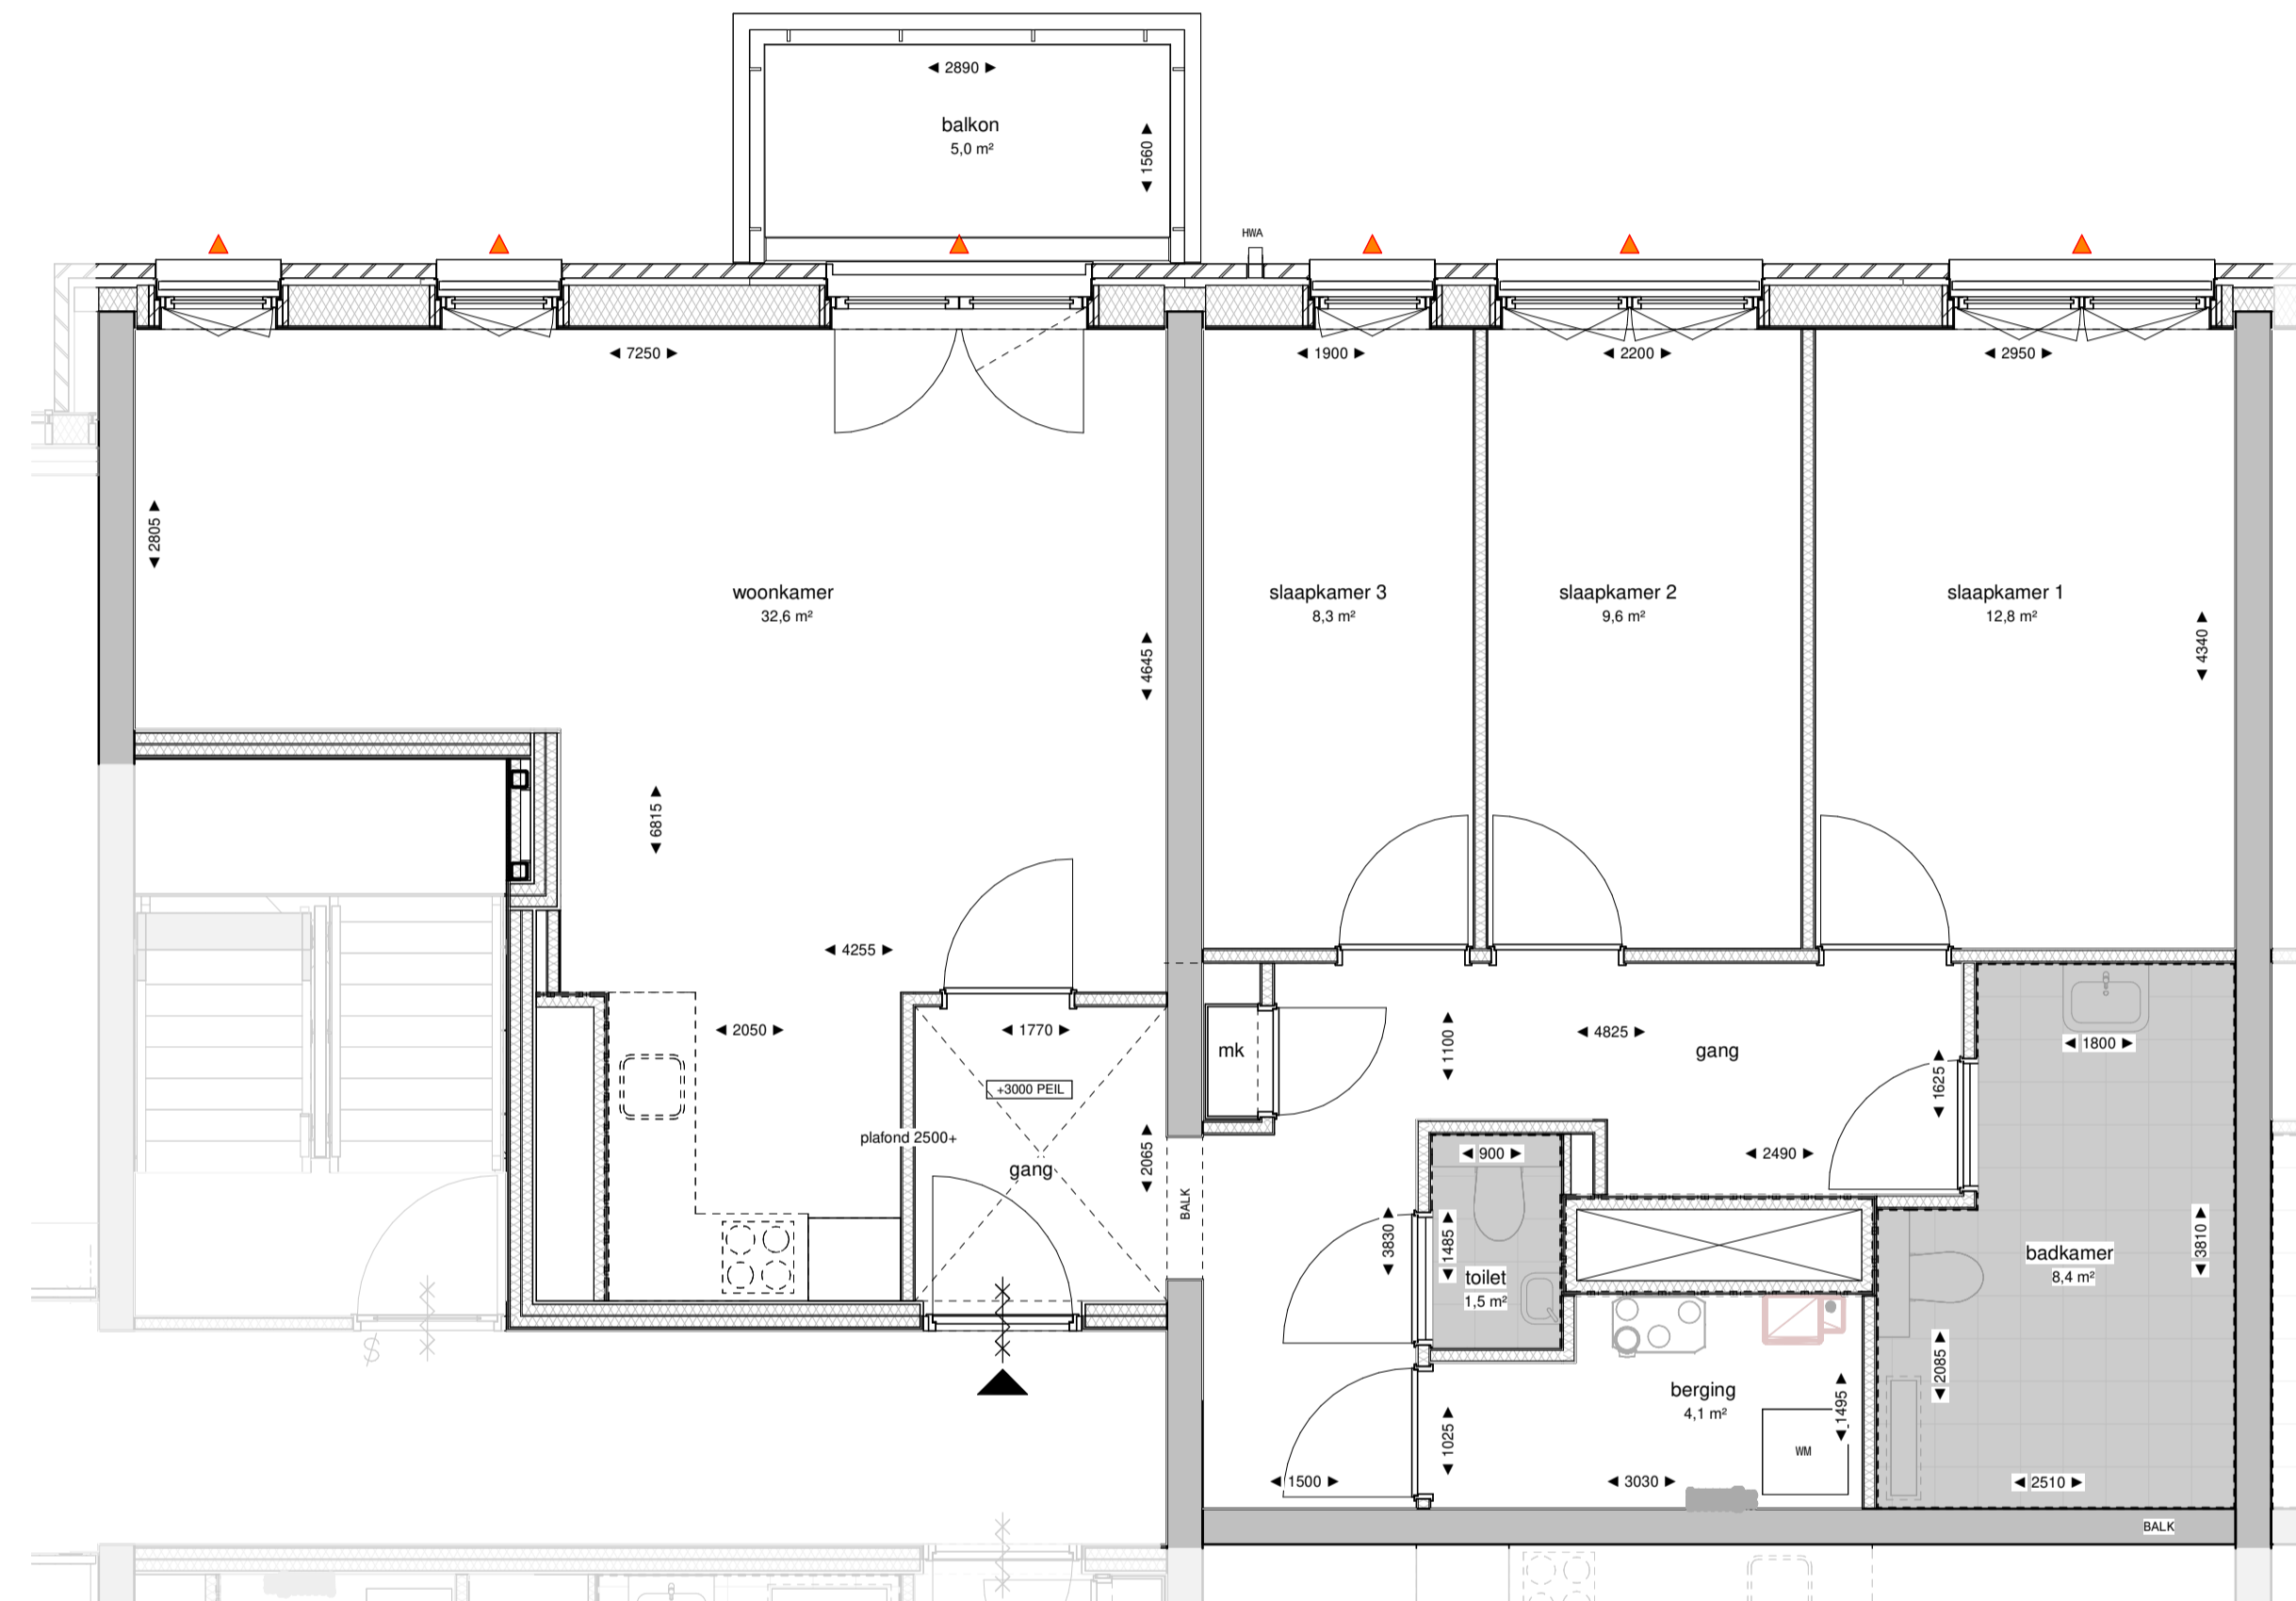 2890
balkon
5,0 m²
1560
HWA
7250
1900
2200
2950
2805
woonkamer
32,6 m²
slaapkamer 3
8,3 m²
slaapkamer 2
9,6 m²
slaapkamer 1
12,8 m²
4645
4340
6815
4255
2050
1770
mk
1100
4825
gang
1800
1625
+3000 PEIL
plafond 2500+
gang
2065
BALK
900
2490
3830
1485
toilet
1,5 m²
badkamer
8,4 m²
3810
2085
berging
4,1 m²
1495
WM
1025
1500
3030
2510
BALK